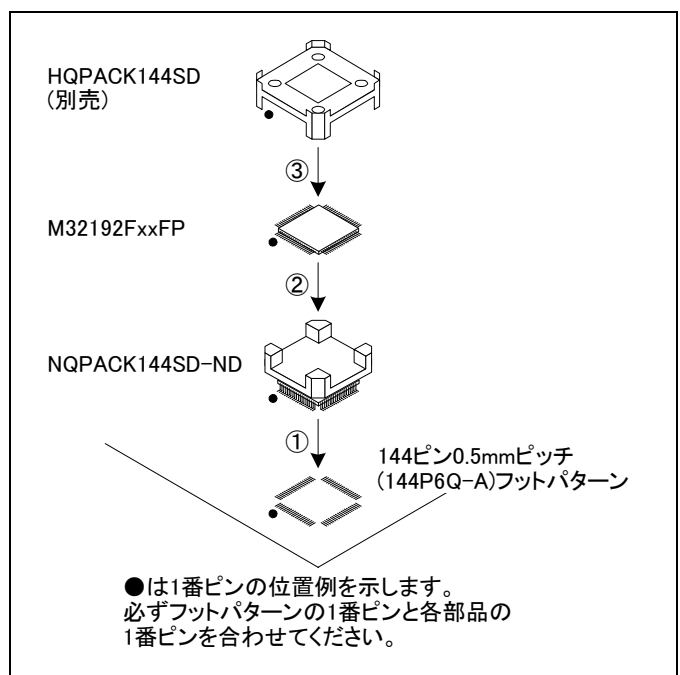 HQPACK144SD
(別売)
③
M32192FxxFP
②
NQPACK144SD-ND
①
144ピン0.5mmピッチ
(144P6Q-A)フットパターン
●は1番ピンの位置例を示します。
必ずフットパターンの1番ピンと各部品の
1番ピンを合わせてください。